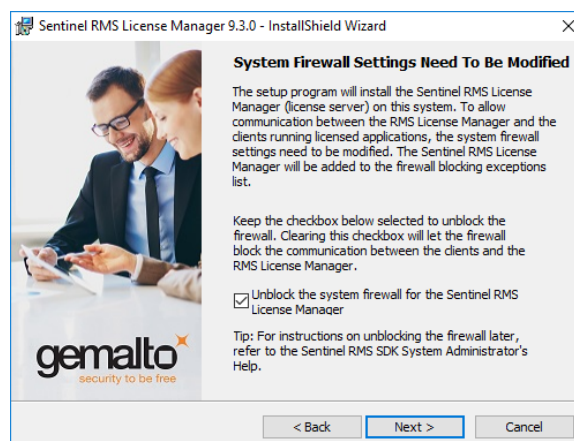 Sentinel RMS License Manager 9.3.0 - InstallShield Wizard
System Firewall Settings Need To Be Modified
The setup program will install the Sentinel RMS License
Manager (license server) on this system. To allow
communication between the RMS License Manager and the
clients running licensed applications, the system firewall
settings need to be modified. The Sentinel RMS License
Manager will be added to the firewall blocking exceptions
list.
Keep the checkbox below selected to unblock the
firewall. Clearing this checkbox will let the firewall
block the communication between the clients and the
RMS License Manager.
Unblock the system firewall for the Sentinel RMS
License Manager
Tip: For instructions on unblocking the firewall later,
refer to the Sentinel RMS SDK System Administrator's
Help.
gemalto
security to be free
< Back
Next >
Cancel